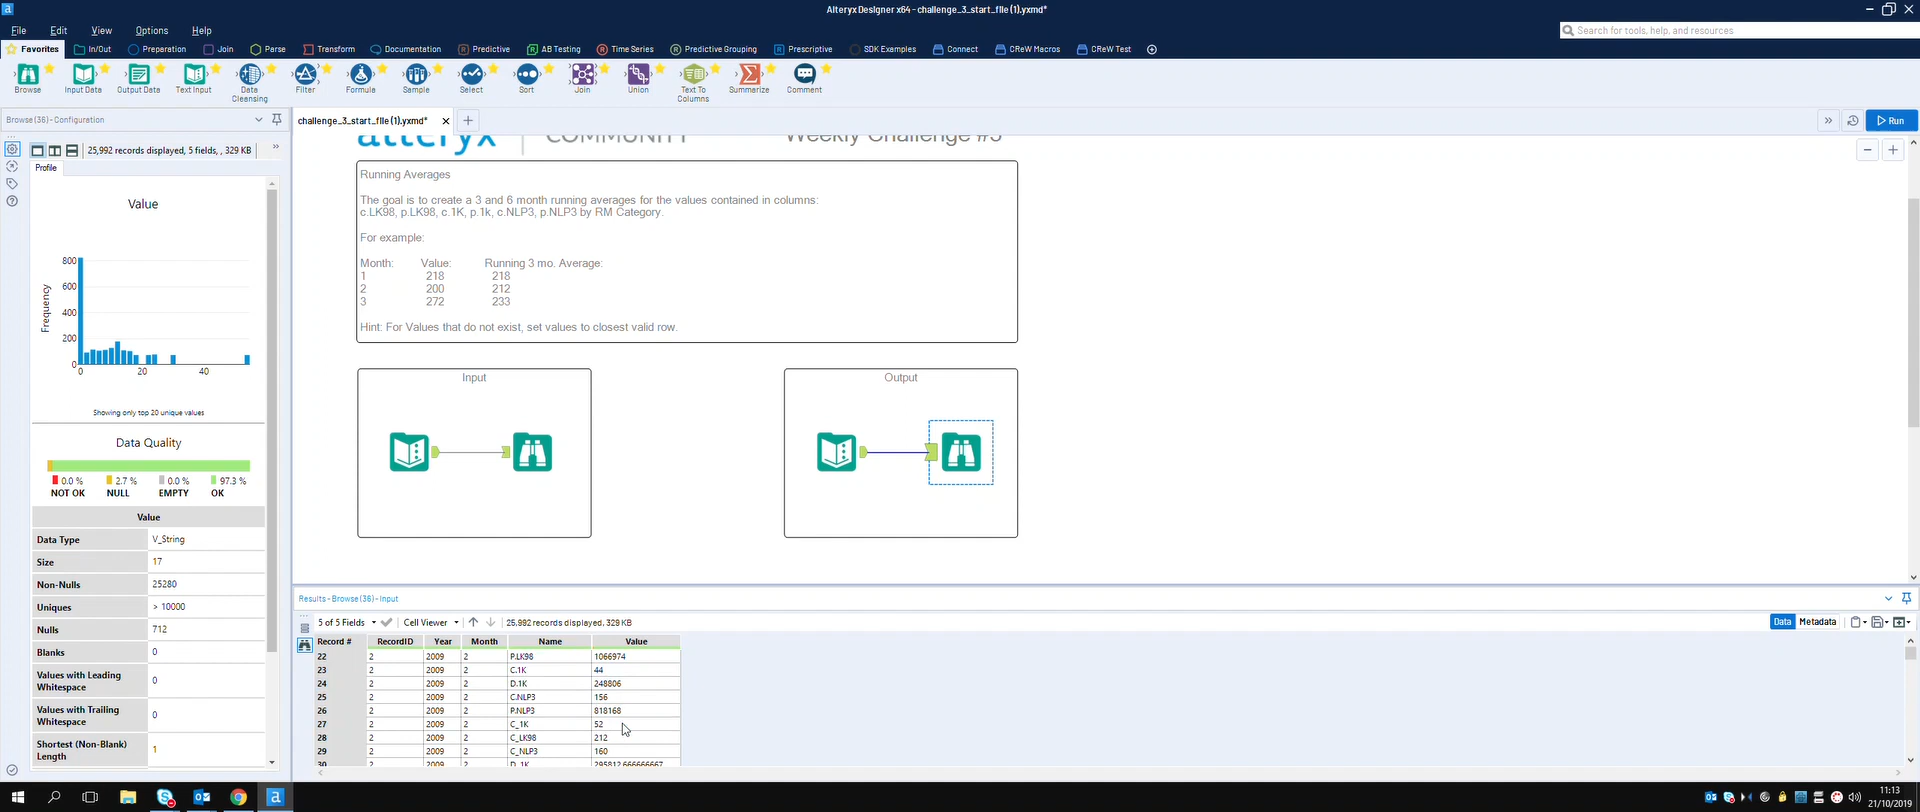 Alteryx Designer x64 - challenge_3_start_file (1).yxmd*
File Edit View Options Help
Search for tools, help, and resources
Favorites In/Out Preparation Join Parse Transform Documentation Predictive AB Testing Time Series Predictive Grouping Prescriptive SDK Examples Connect CReW Macros CReW Test
Browse Input Data Output Data Text Input Data Cleansing Filter Formula Sample Select Sort Join Union Text To Columns Summarize Comment
Browse (36) - Configuration
challenge_3_start_file (1).yxmd*
Run
25,992 records displayed, 5 fields, , 329 KB
Profile
Value
800
600
400
200
0
Frequency
0 20 40
Showing only top 20 unique values
Data Quality
0.0 % 2.7 % 0.0 % 97.3 %
NOT OK NULL EMPTY OK
Value
Data Type V_String
Size 17
Non-Nulls 25280
Uniques > 10000
Nulls 712
Blanks 0
Values with Leading Whitespace 0
Values with Trailing Whitespace 0
Shortest (Non-Blank) Length 1
alteryx COMMUNITY Weekly Challenge #3
Running Averages
The goal is to create a 3 and 6 month running averages for the values contained in columns:
c.LK98, p.LK98, c.1K, p.1k, c.NLP3, p.NLP3 by RM Category.
For example:
Month: Value: Running 3 mo. Average:
1 218 218
2 200 212
3 272 233
Hint: For Values that do not exist, set values to closest valid row.
Input
Output
Results - Browse (36) - Input
5 of 5 Fields Cell Viewer 25,992 records displayed, 329 KB
Data Metadata
Record # RecordID Year Month Name Value
22 2 2009 2 P.LK98 1066974
23 2 2009 2 C.1K 44
24 2 2009 2 D.1K 248806
25 2 2009 2 C.NLP3 156
26 2 2009 2 P.NLP3 818168
27 2 2009 2 C_1K 52
28 2 2009 2 C_LK98 212
29 2 2009 2 C_NLP3 160
30 2 2009 2 D_1K 295812.666666667
11:13
21/10/2019